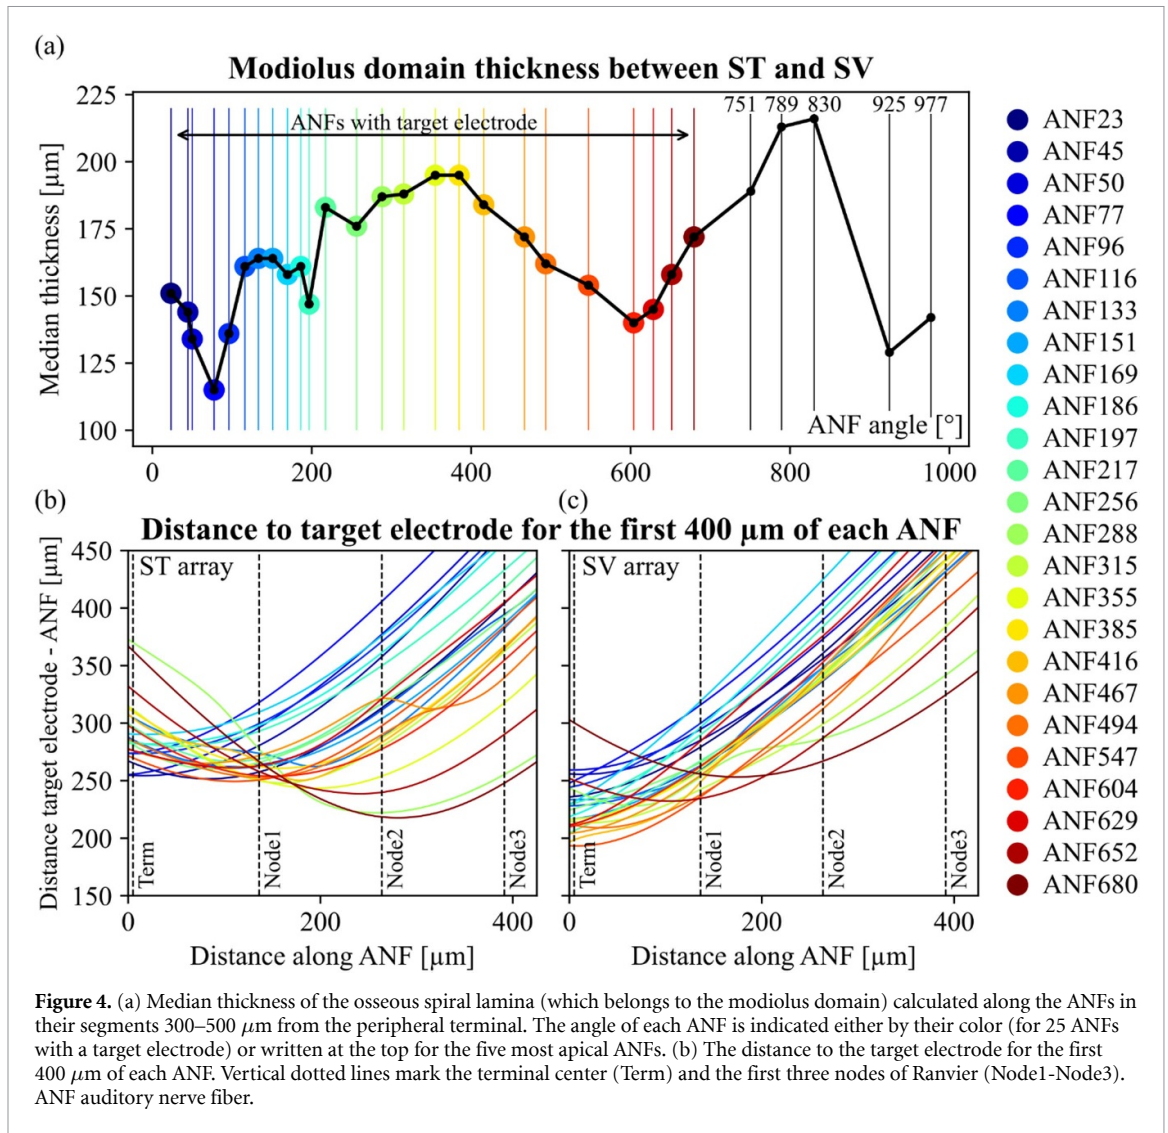 (a)
Modiolus domain thickness between ST and SV
Median thickness [µm]
225
200
175
150
125
100
ANFs with target electrode
751 789 830 925 977
ANF angle [°]
0 200 400 600 800 1000
ANF23
ANF45
ANF50
ANF77
ANF96
ANF116
ANF133
ANF151
ANF169
ANF186
ANF197
ANF217
ANF256
ANF288
ANF315
ANF355
ANF385
ANF416
ANF467
ANF494
ANF547
ANF604
ANF629
ANF652
ANF680
(b) (c)
Distance to target electrode for the first 400 µm of each ANF
Distance target electrode - ANF [µm]
450
400
350
300
250
200
150
ST array
Term
Node1
Node2
Node3
0 200 400
Distance along ANF [µm]
SV array
Term
Node1
Node2
Node3
0 200 400
Distance along ANF [µm]
Figure 4. (a) Median thickness of the osseous spiral lamina (which belongs to the modiolus domain) calculated along the ANFs in
their segments 300–500 µm from the peripheral terminal. The angle of each ANF is indicated either by their color (for 25 ANFs
with a target electrode) or written at the top for the five most apical ANFs. (b) The distance to the target electrode for the first
400 µm of each ANF. Vertical dotted lines mark the terminal center (Term) and the first three nodes of Ranvier (Node1-Node3).
ANF auditory nerve fiber.